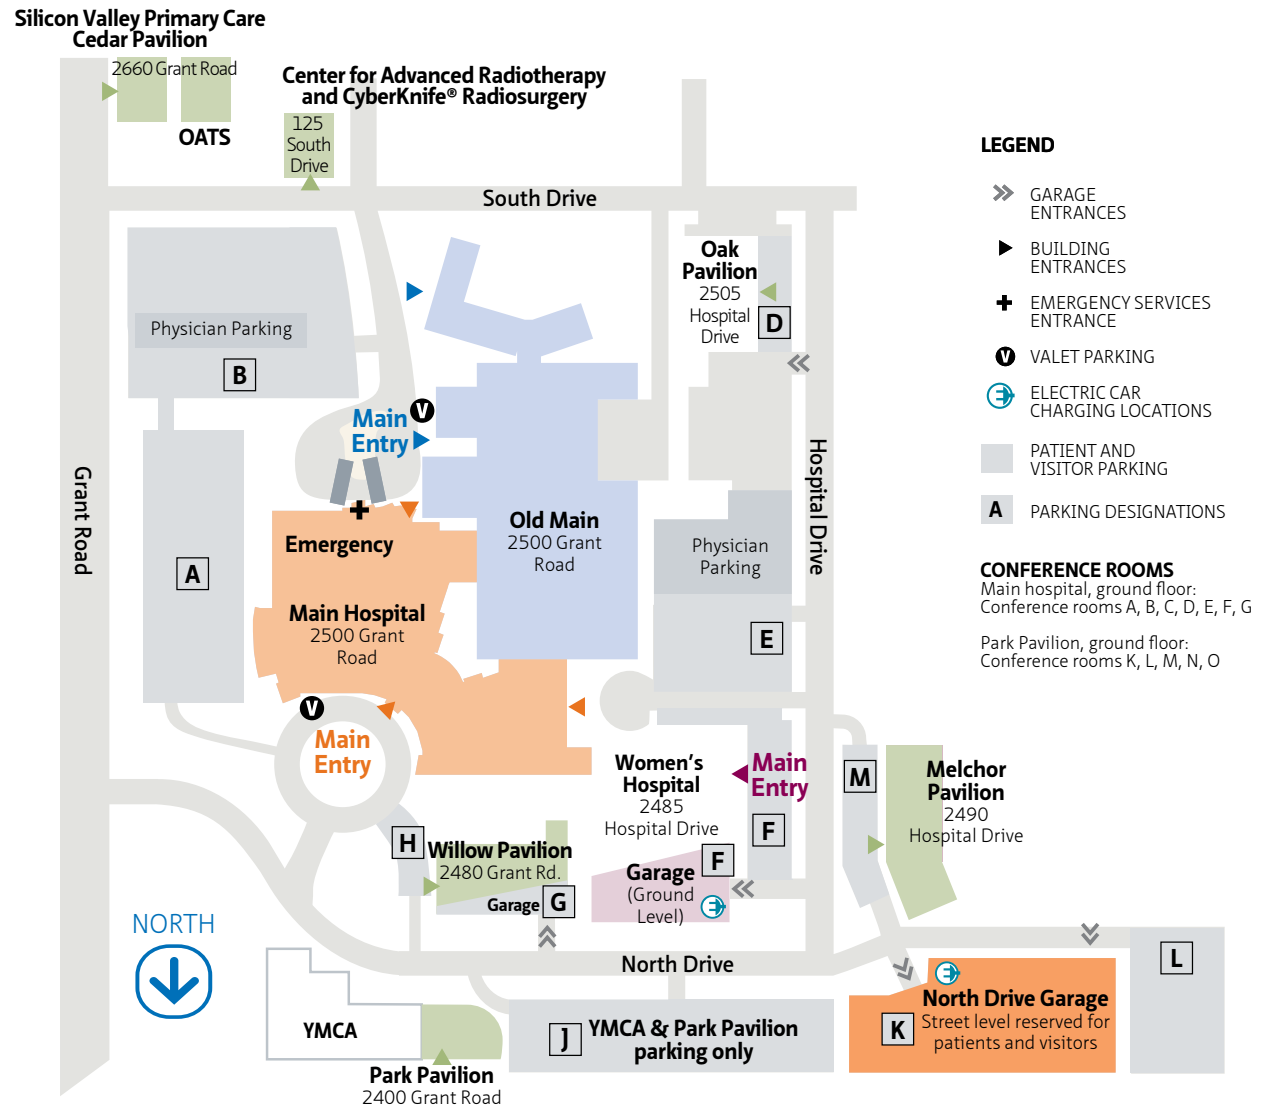 Silicon Valley Primary Care
Cedar Pavilion
2660 Grant Road
OATS
Center for Advanced Radiotherapy
and CyberKnife® Radiosurgery
125
South
Drive
South Drive
Grant Road
Hospital Drive
Physician Parking
B
A
Oak
Pavilion
2505
Hospital
Drive
D
Main
Entry
V
Emergency
Old Main
2500 Grant
Road
Main Hospital
2500 Grant
Road
Physician
Parking
E
V
Main
Entry
Women's
Hospital
2485
Hospital Drive
Main
Entry
F
F
Garage
(Ground
Level)
M
Melchor
Pavilion
2490
Hospital Drive
H
Willow Pavilion
2480 Grant Rd.
Garage
G
NORTH
North Drive
YMCA
Park Pavilion
2400 Grant Road
J
YMCA & Park Pavilion
parking only
K
North Drive Garage
Street level reserved for
patients and visitors
L
LEGEND
GARAGE
ENTRANCES
BUILDING
ENTRANCES
EMERGENCY SERVICES
ENTRANCE
V
VALET PARKING
ELECTRIC CAR
CHARGING LOCATIONS
PATIENT AND
VISITOR PARKING
A
PARKING DESIGNATIONS
CONFERENCE ROOMS
Main hospital, ground floor:
Conference rooms A, B, C, D, E, F, G
Park Pavilion, ground floor:
Conference rooms K, L, M, N, O